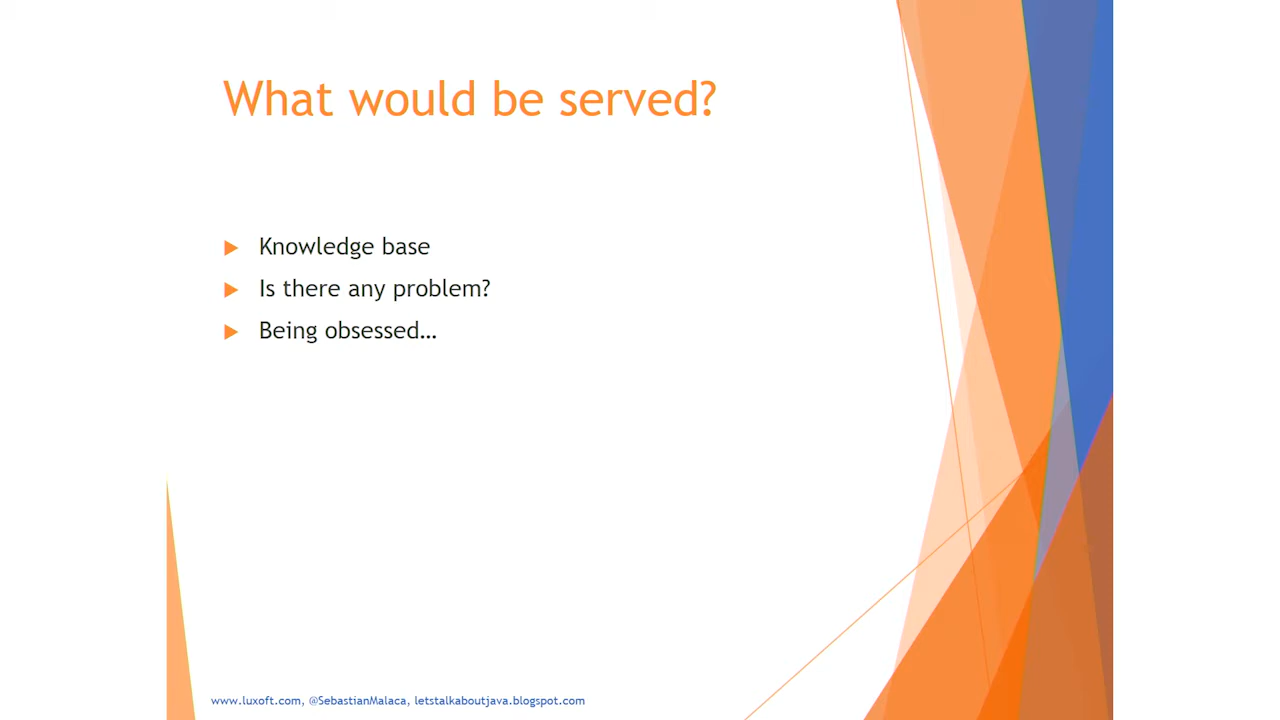 What would be served?
Knowledge base
Is there any problem?
Being obsessed…
www.luxoft.com, @SebastianMalaca, letstalkaboutjava.blogspot.com